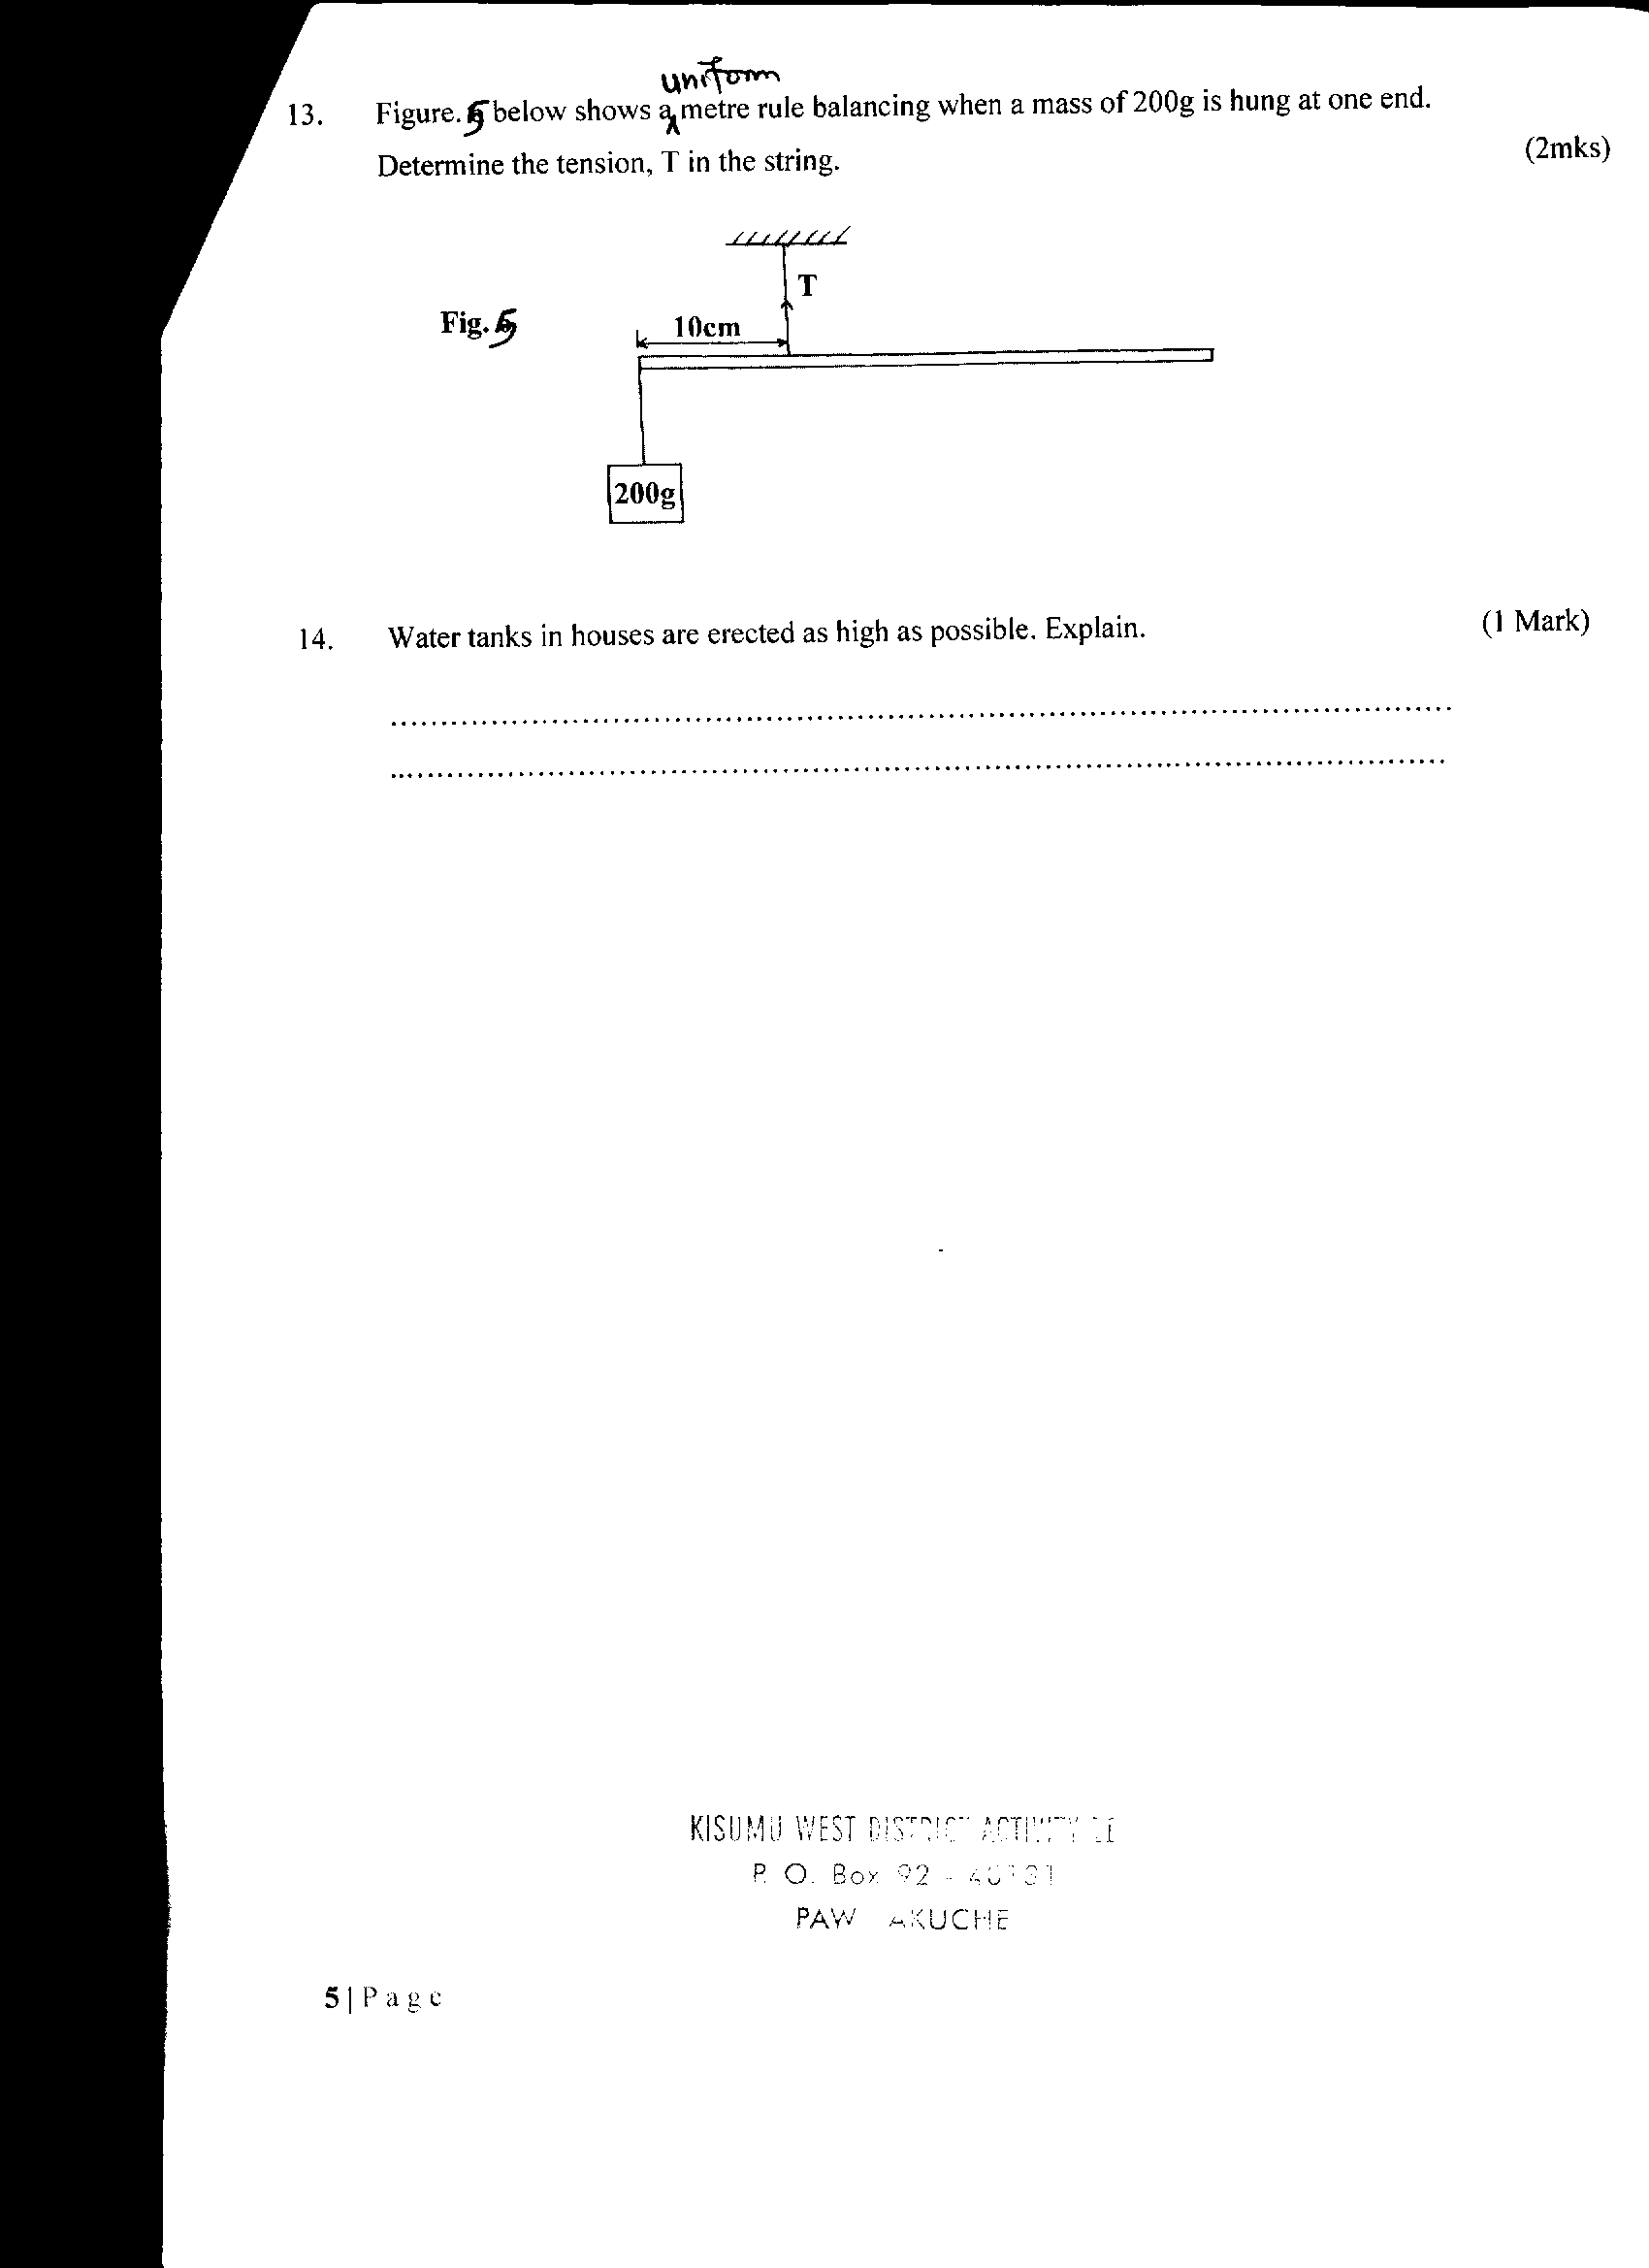 uniform
13. Figure. 5 below shows a metre rule balancing when a mass of 200g is hung at one end.
Determine the tension, T in the string. (2mks)
T
Fig. 5
10cm
200g
14. Water tanks in houses are erected as high as possible. Explain. (1 Mark)
KISUMU WEST DISTRICT
P. O. Box 92 -
PAW AKUCHE
5 | Page